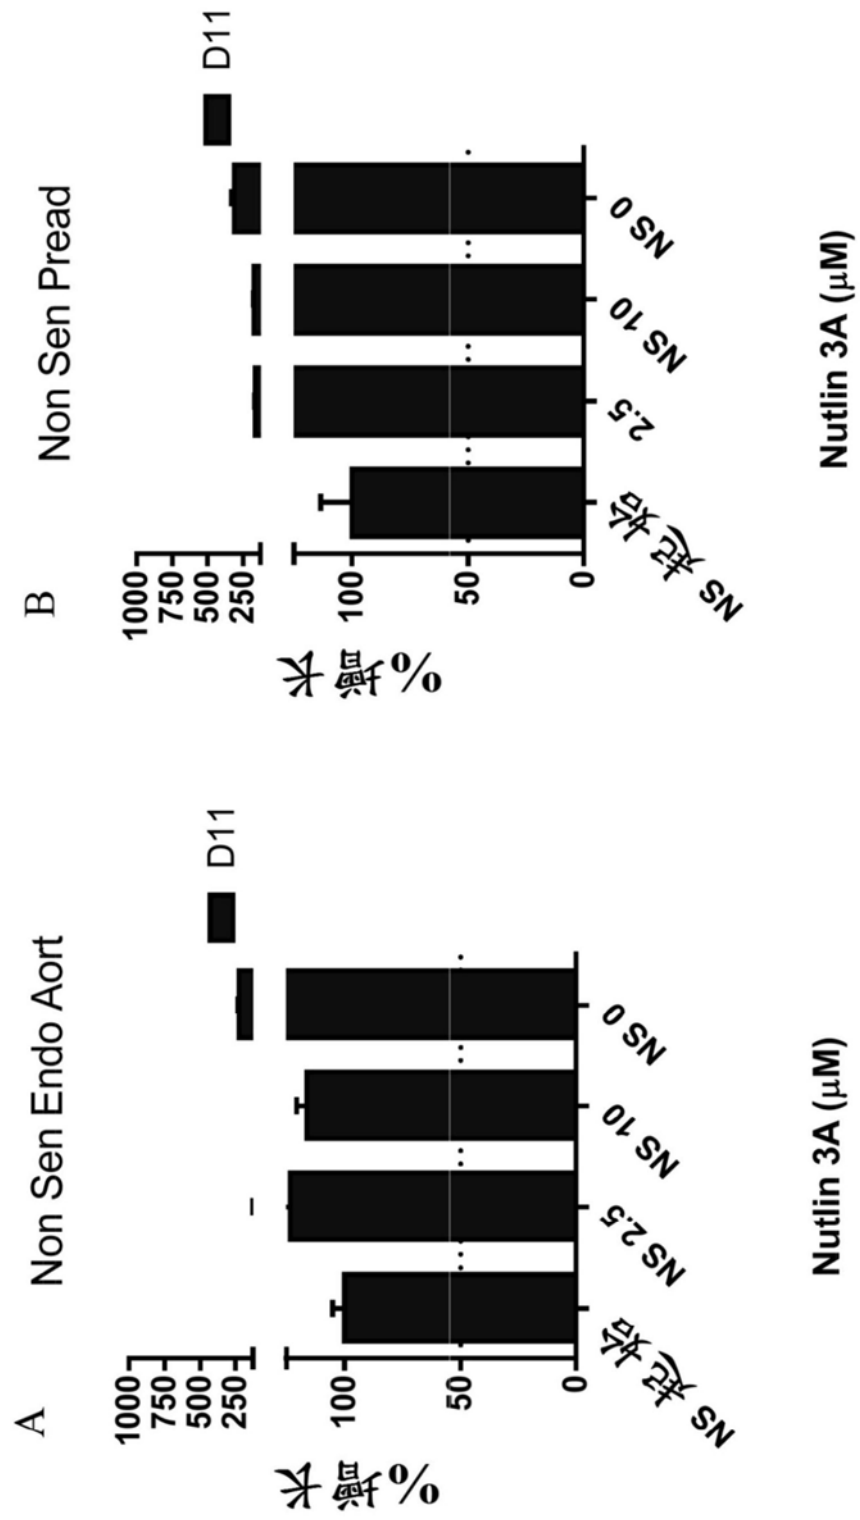 A
Non Sen Endo Aort
D11
% 增长
1000
750
500
250
100
50
0
NS 起始
NS 2.5
NS 10
NS 0
Nutlin 3A (μM)
B
Non Sen Pread
D11
% 增长
1000
750
500
250
100
50
0
NS 起始
2.5
NS 10
NS 0
Nutlin 3A (μM)